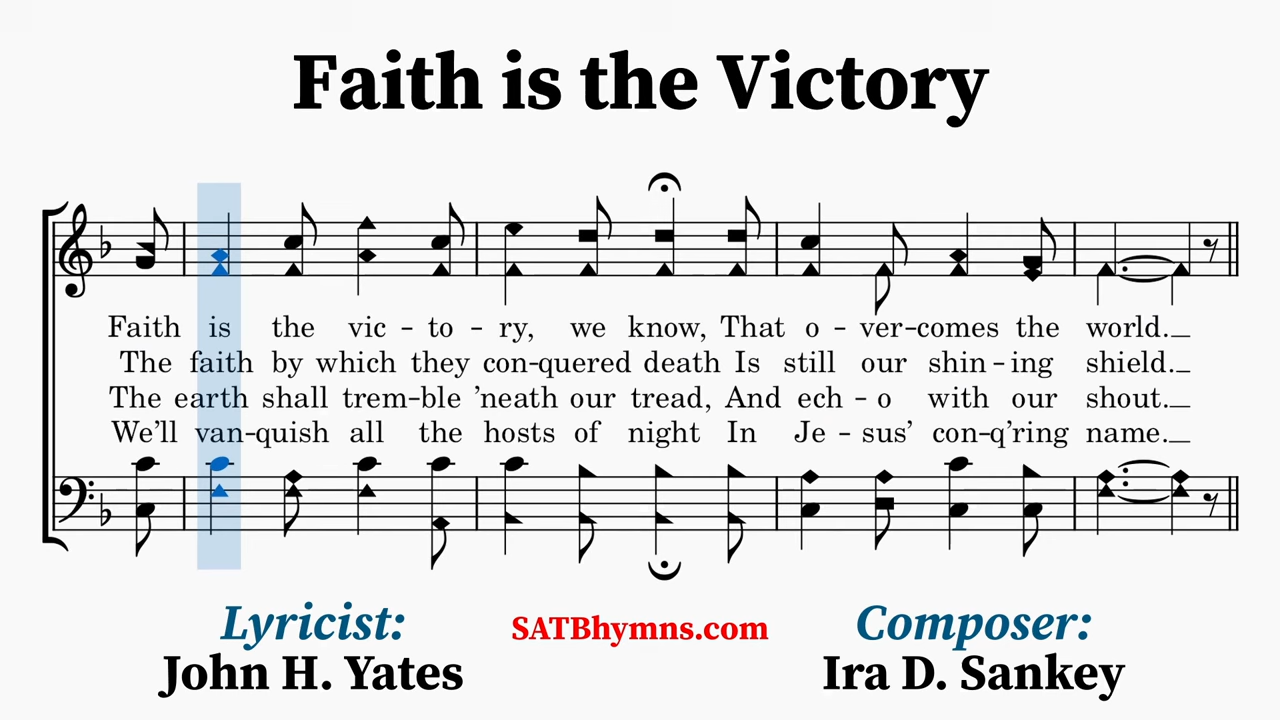 Faith is the Victory
Faith is the vic - to - ry, we know, That o - ver-comes the world.
The faith by which they con-quered death Is still our shin - ing shield.
The earth shall trem-ble ’neath our tread, And ech - o with our shout.
We’ll van-quish all the hosts of night In Je - sus’ con-q’ring name.
Lyricist:
John H. Yates
SATBhymns.com
Composer:
Ira D. Sankey